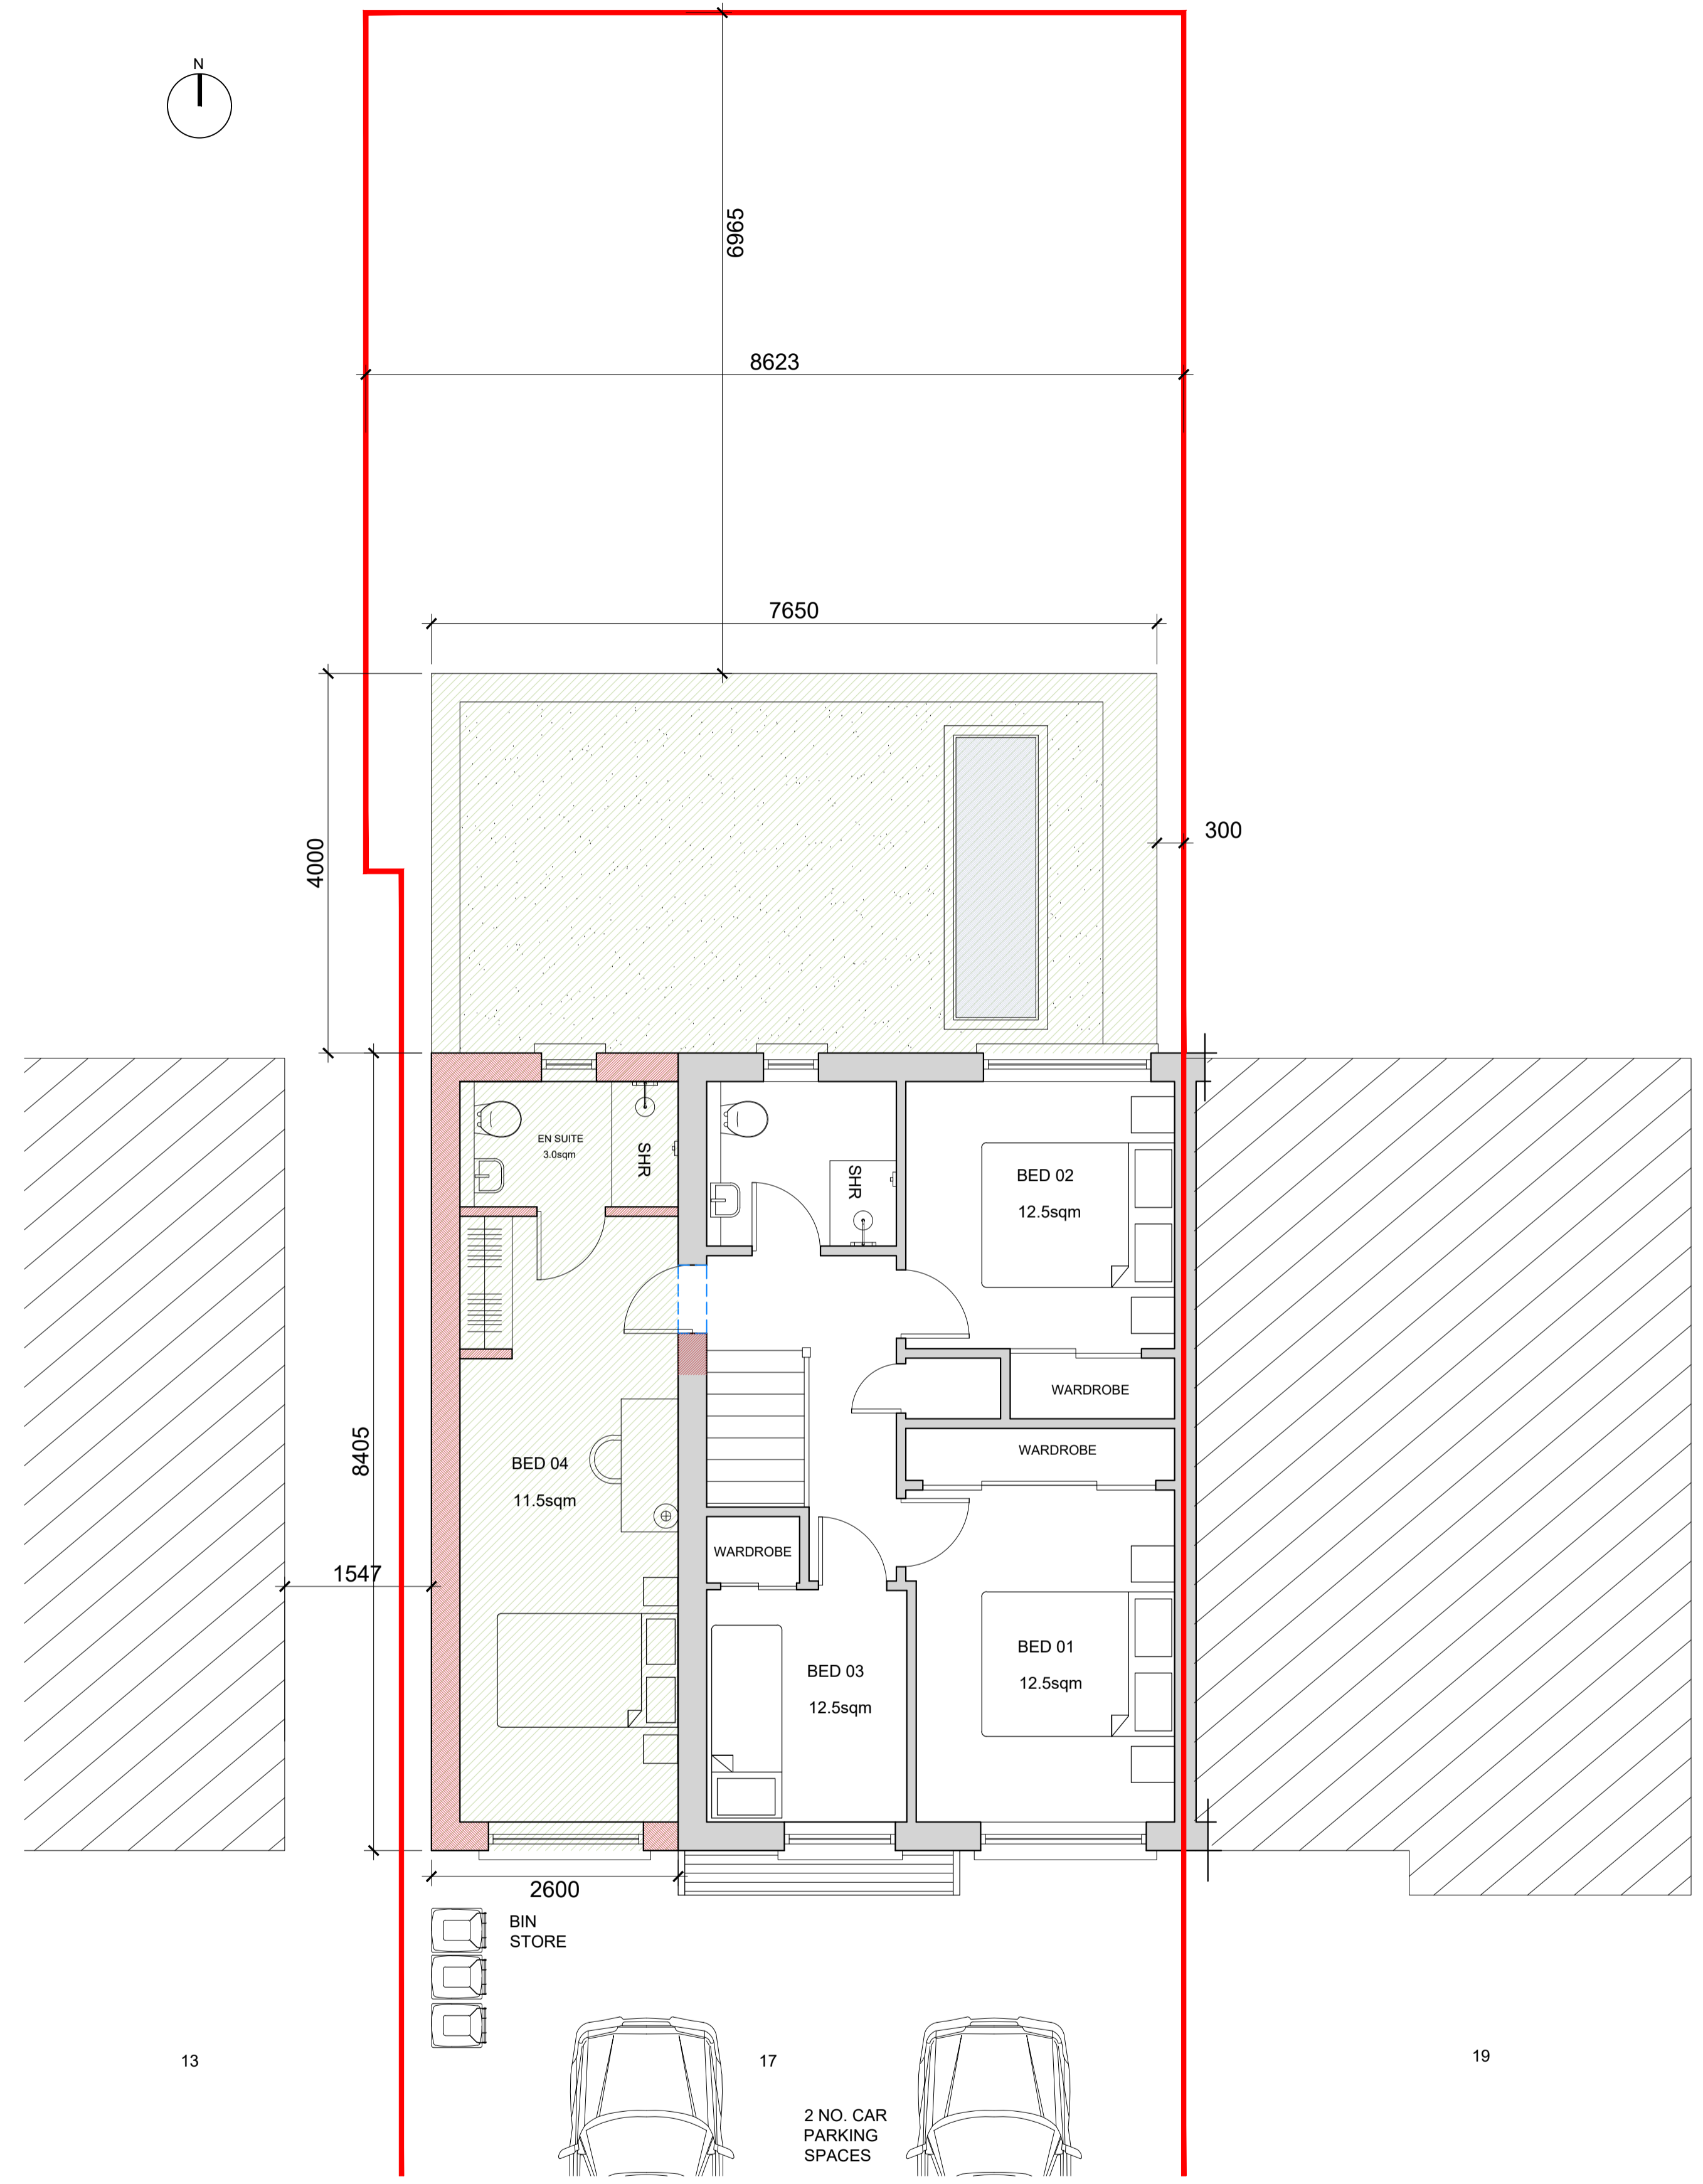 N
6965
8623
7650
4000
300
EN SUITE
3.0sqm
SHR
SHR
BED 02
12.5sqm
WARDROBE
WARDROBE
8405
BED 04
11.5sqm
WARDROBE
1547
BED 01
12.5sqm
BED 03
12.5sqm
2600
BIN
STORE
13
17
19
2 NO. CAR
PARKING
SPACES